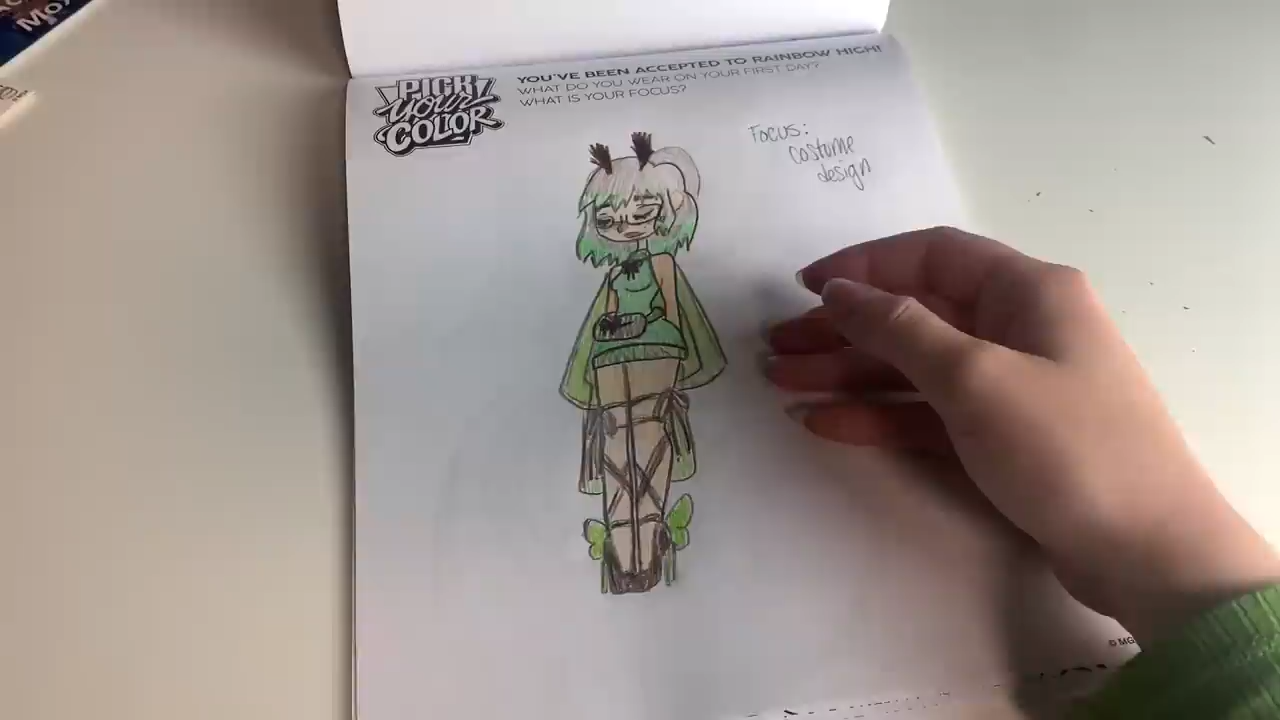 PICK
your
COLOR
YOU'VE BEEN ACCEPTED TO RAINBOW HIGH!
WHAT DO YOU WEAR ON YOUR FIRST DAY?
WHAT IS YOUR FOCUS?
Focus:
costume
design
© MG